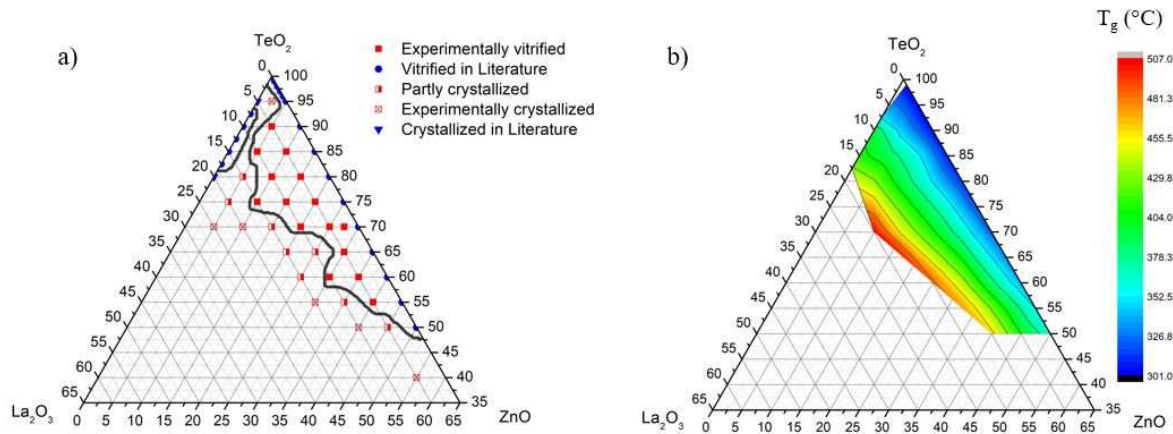 a)
TeO2
Experimentally vitrified
Vitrified in Literature
Partly crystallized
Experimentally crystallized
Crystallized in Literature
0 100
5 95
10 90
15 85
20 80
25 75
30 70
35 65
40 60
45 55
50 50
55 45
60 40
65 35
0 5 10 15 20 25 30 35 40 45 50 55 60 65
La2O3
ZnO
b)
TeO2
Tg (°C)
0 100
5 95
10 90
15 85
20 80
25 75
30 70
35 65
40 60
45 55
50 50
55 45
60 40
65 35
0 5 10 15 20 25 30 35 40 45 50 55 60 65
La2O3
ZnO
507.0
481.3
455.5
429.8
404.0
378.3
352.5
326.8
301.0